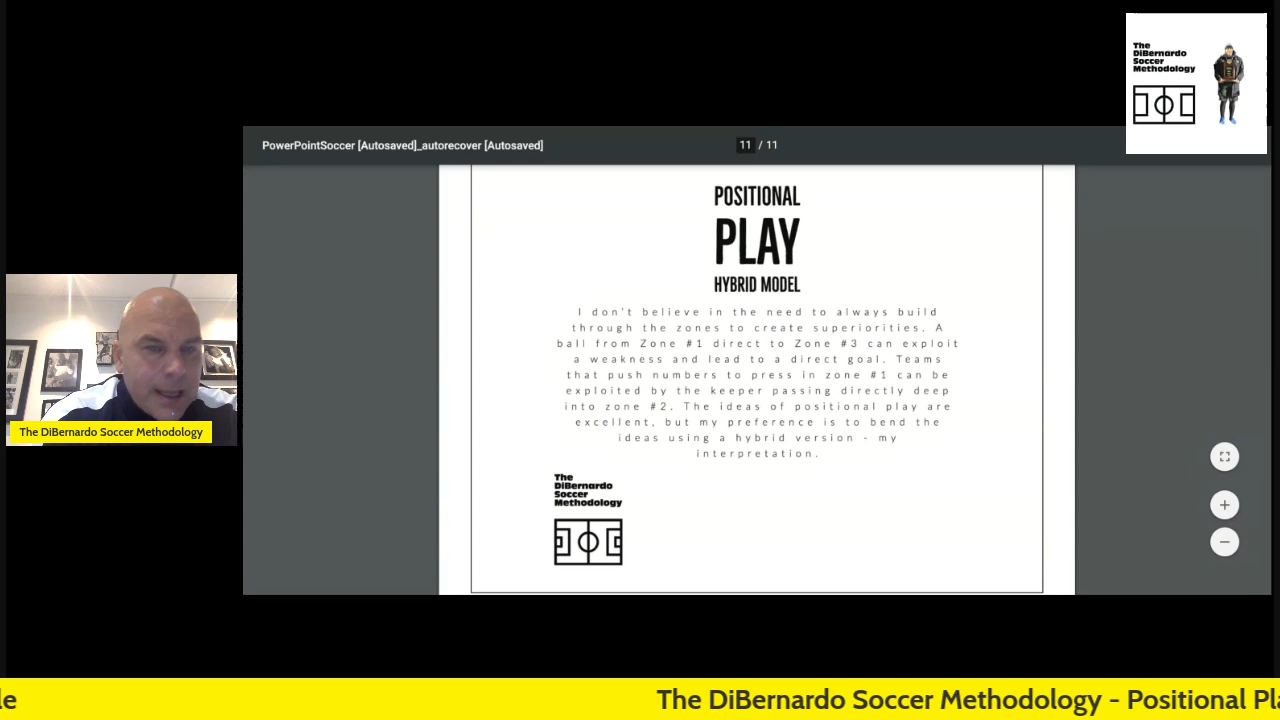 The
DiBernardo
Soccer
Methodology
PowerPointSoccer [Autosaved]_autorecover [Autosaved]
11 / 11
POSITIONAL
PLAY
HYBRID MODEL
I don't believe in the need to always build
through the zones to create superiorities. A
ball from Zone #1 direct to Zone #3 can exploit
a weakness and lead to a direct goal. Teams
that push numbers to press in zone #1 can be
exploited by the keeper passing directly deep
into zone #2. The ideas of positional play are
excellent, but my preference is to bend the
ideas using a hybrid version - my
interpretation.
The
DiBernardo
Soccer
Methodology
The DiBernardo Soccer Methodology
le
The DiBernardo Soccer Methodology - Positional Pla